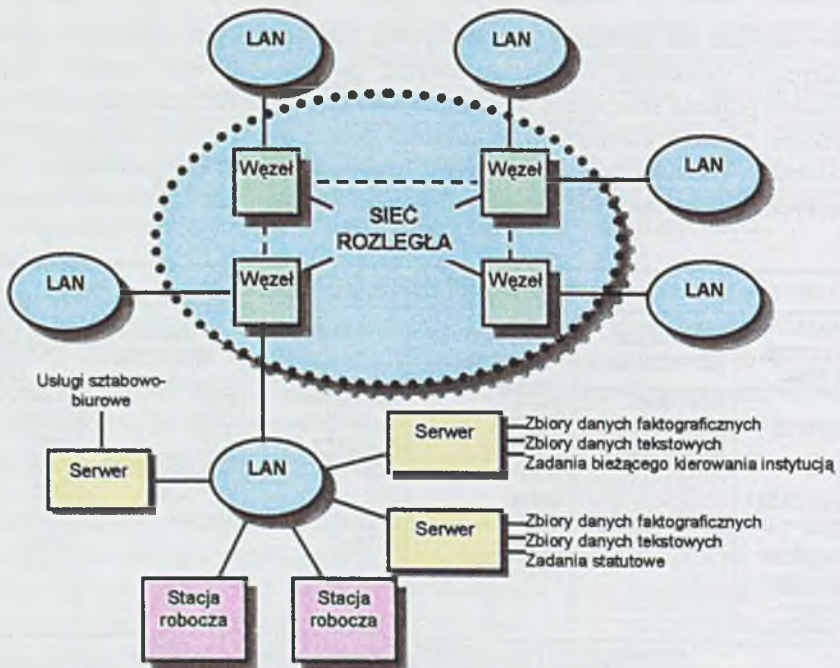 LAN
LAN
Węzeł
Węzeł
LAN
SIEĆ
ROZLEGŁA
LAN
Węzeł
Węzeł
LAN
Usługi sztabowo-
biurowe
Serwer
LAN
Serwer
Zbiory danych faktograficznych
Zbiory danych tekstowych
Zadania bieżącego kierowania instytucją
Serwer
Zbiory danych faktograficznych
Zbiory danych tekstowych
Zadania statutowe
Stacja
robocza
Stacja
robocza